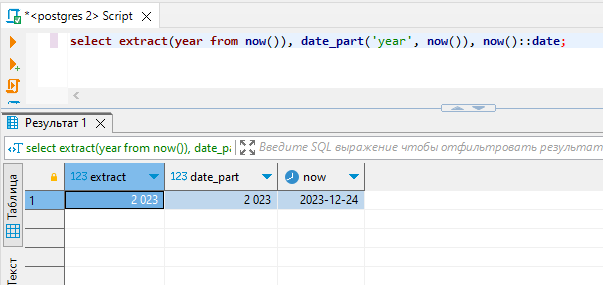 *<postgres 2> Script
select extract(year from now()), date_part('year', now()), now()::date;
Результат 1
select extract(year from now()), date_pa
Введите SQL выражение чтобы отфильтровать результат
Таблица
Текст
123 extract
123 date_part
now
1
2 023
2 023
2023-12-24